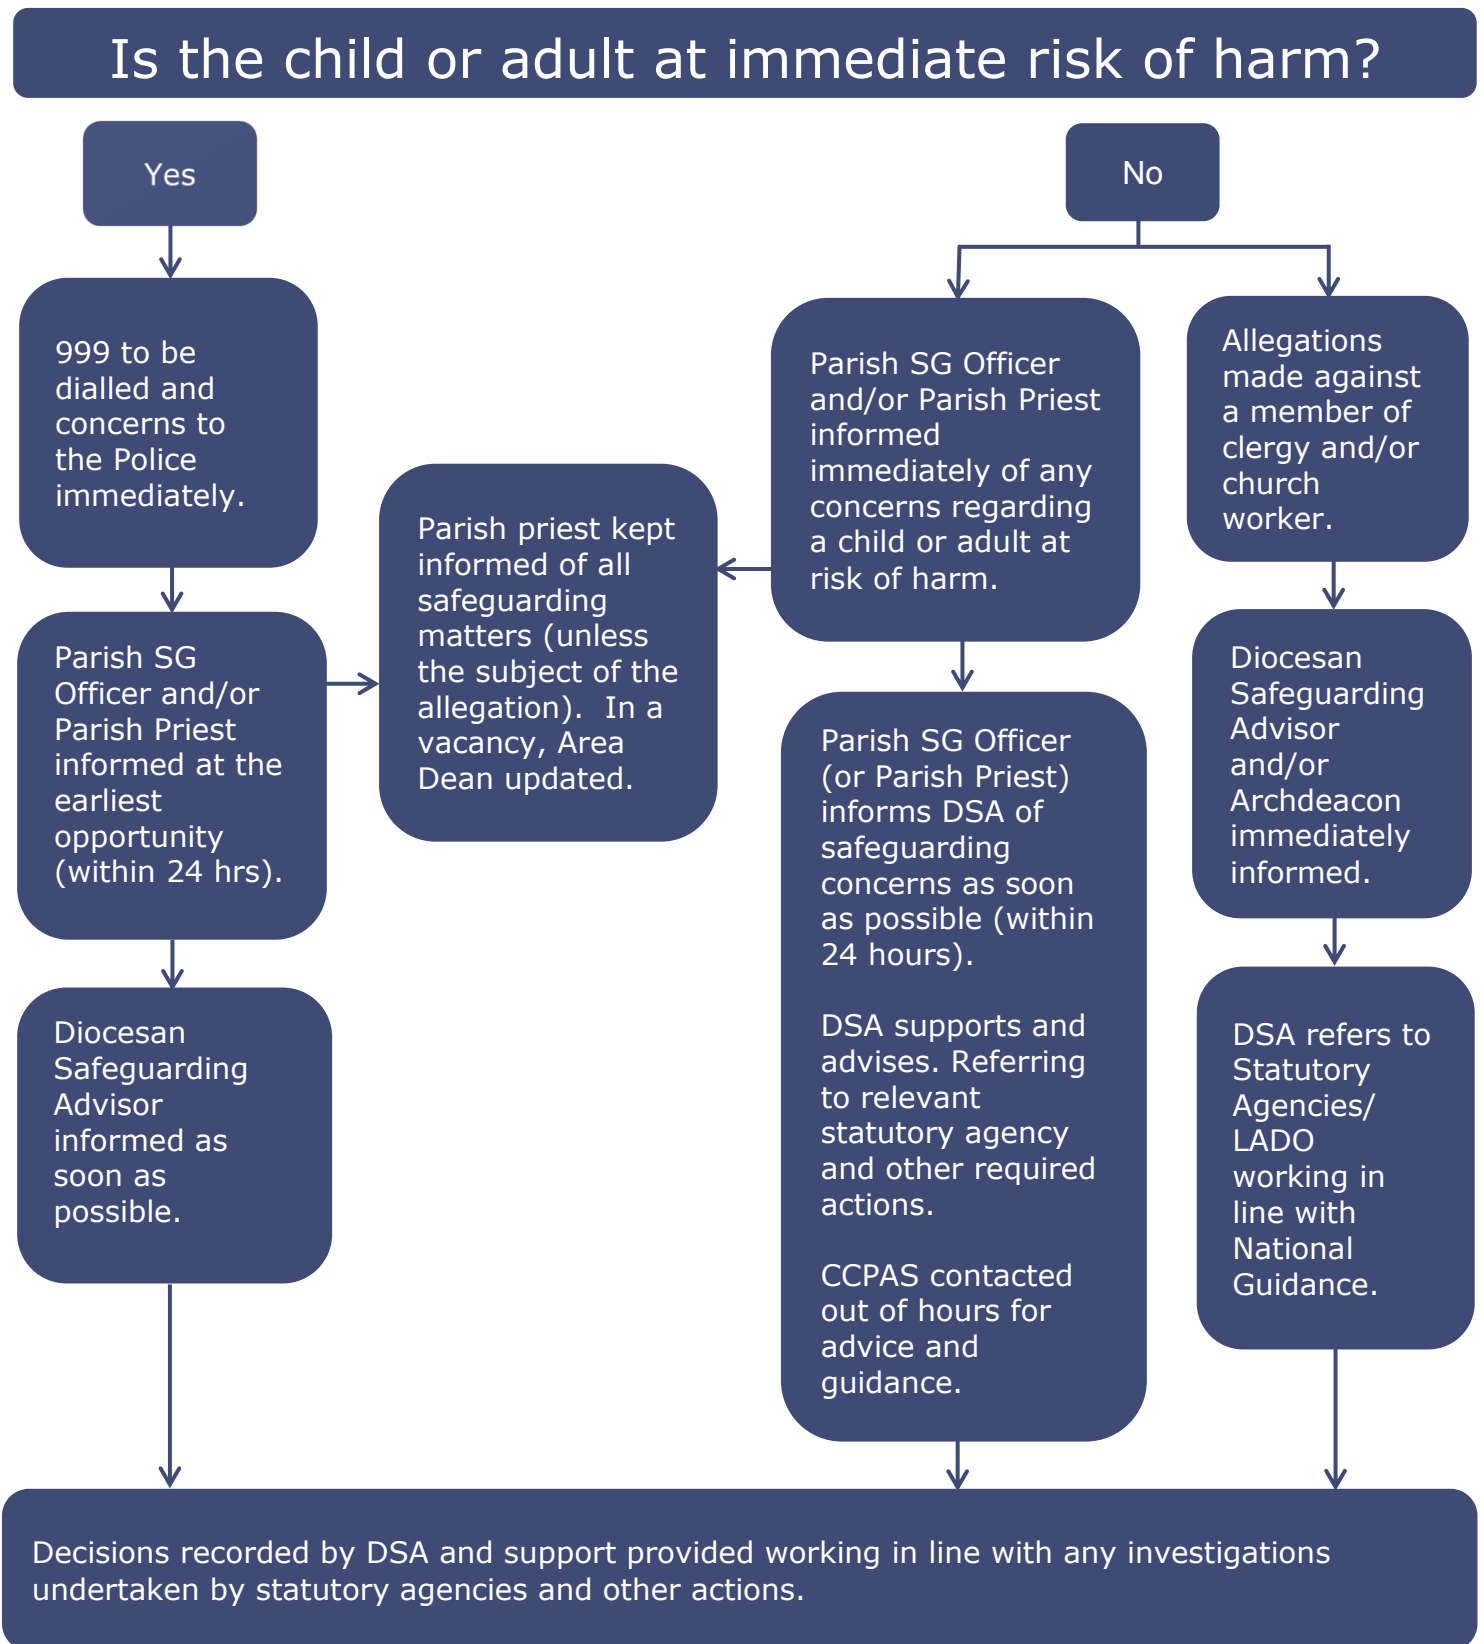 Is the child or adult at immediate risk of harm?
Yes
999 to be
dialled and
concerns to
the Police
immediately.
Parish SG
Officer and/or
Parish Priest
informed at the
earliest
opportunity
(within 24 hrs).
Diocesan
Safeguarding
Advisor
informed as
soon as
possible.
Parish priest kept
informed of all
safeguarding
matters (unless
the subject of the
allegation).  In a
vacancy, Area
Dean updated.
No
Parish SG Officer
and/or Parish Priest
informed
immediately of any
concerns regarding
a child or adult at
risk of harm.
Parish SG Officer
(or Parish Priest)
informs DSA of
safeguarding
concerns as soon
as possible (within
24 hours).
DSA supports and
advises. Referring
to relevant
statutory agency
and other required
actions.
CCPAS contacted
out of hours for
advice and
guidance.
Allegations
made against
a member of
clergy and/or
church
worker.
Diocesan
Safeguarding
Advisor
and/or
Archdeacon
immediately
informed.
DSA refers to
Statutory
Agencies/
LADO
working in
line with
National
Guidance.
Decisions recorded by DSA and support provided working in line with any investigations
undertaken by statutory agencies and other actions.